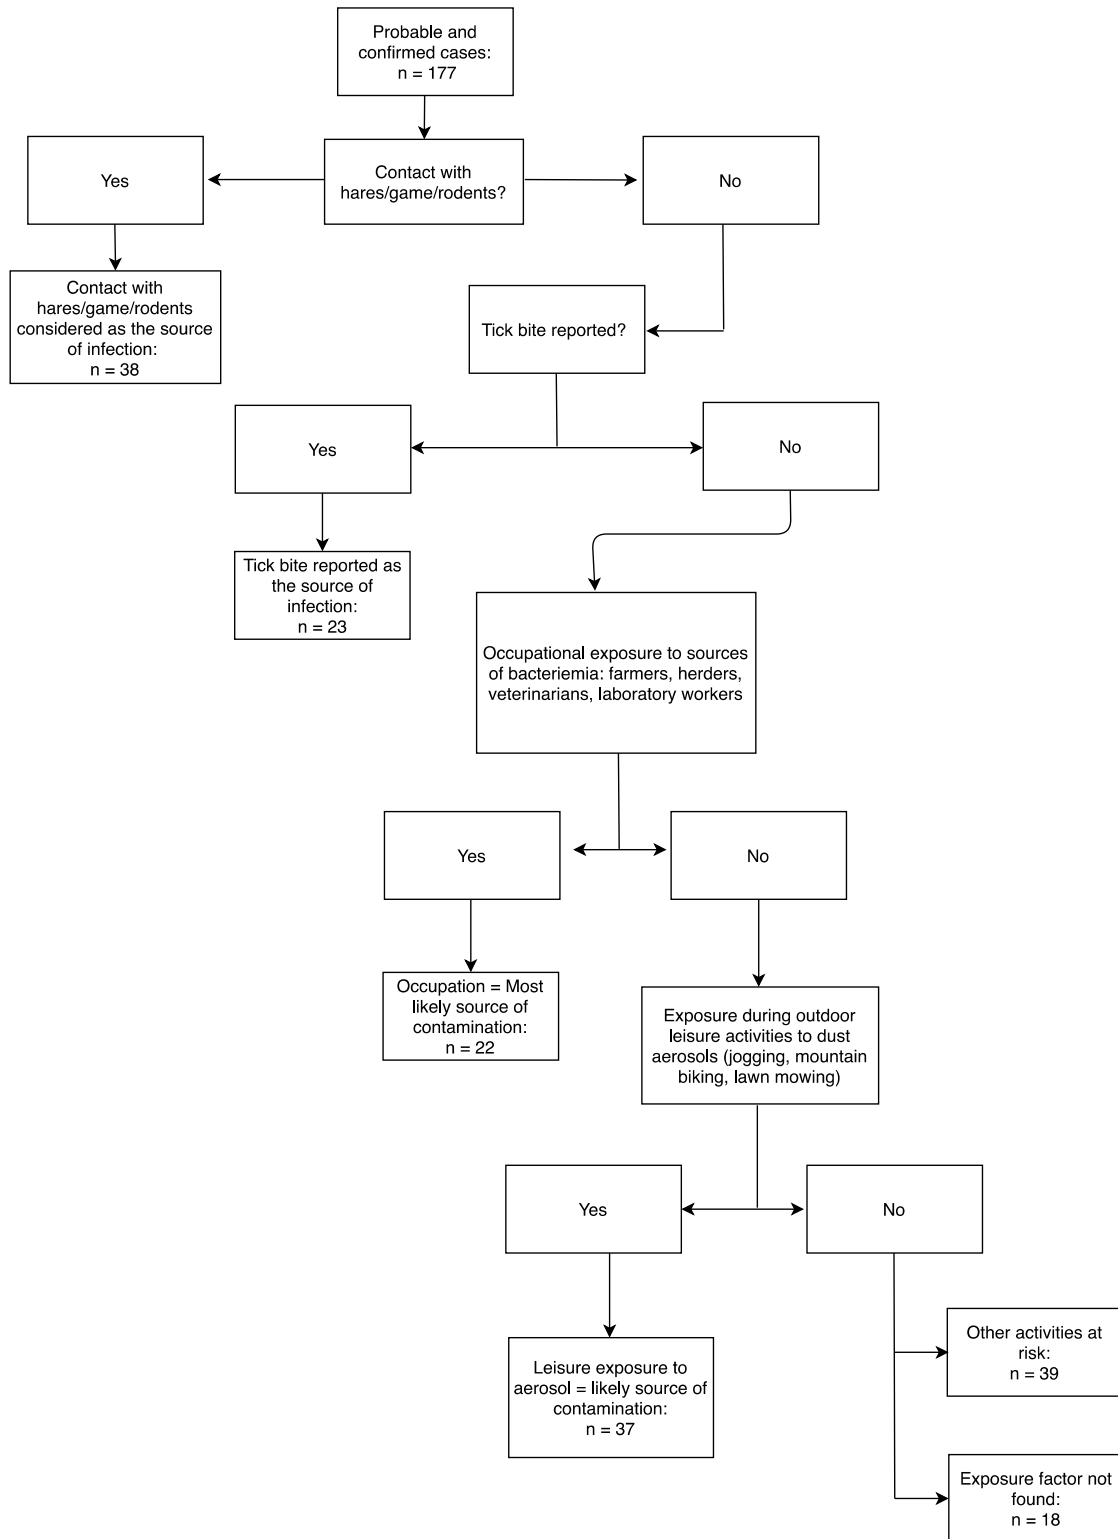 Probable and
confirmed cases:
n = 177
Yes
Contact with
hares/game/rodents?
No
Contact with
hares/game/rodents
considered as the source
of infection:
n = 38
Tick bite reported?
Yes
No
Tick bite reported as
the source of
infection:
n = 23
Occupational exposure to sources
of bacteriemia: farmers, herders,
veterinarians, laboratory workers
Yes
No
Occupation = Most
likely source of
contamination:
n = 22
Exposure during outdoor
leisure activities to dust
aerosols (jogging, mountain
biking, lawn mowing)
Yes
No
Leisure exposure to
aerosol = likely source of
contamination:
n = 37
Other activities at
risk:
n = 39
Exposure factor not
found:
n = 18